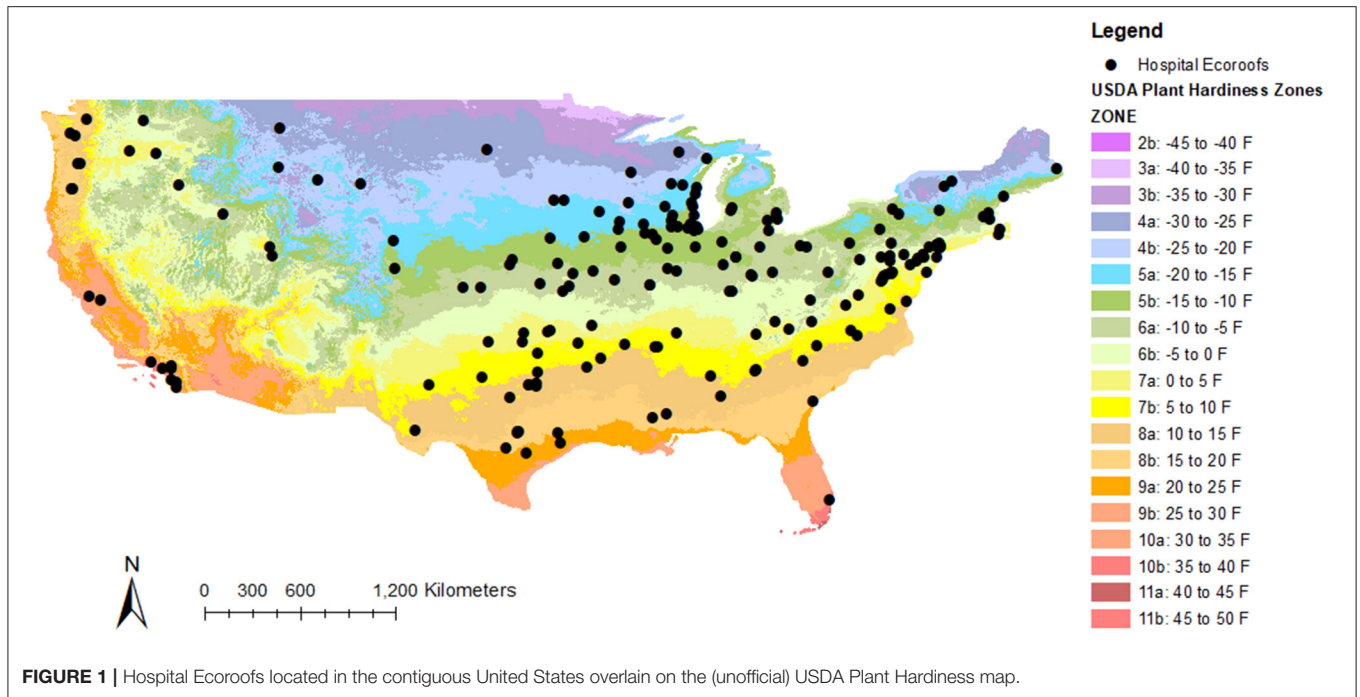 Legend
Hospital Ecoroofs
USDA Plant Hardiness Zones
ZONE
2b: -45 to -40 F
3a: -40 to -35 F
3b: -35 to -30 F
4a: -30 to -25 F
4b: -25 to -20 F
5a: -20 to -15 F
5b: -15 to -10 F
6a: -10 to -5 F
6b: -5 to 0 F
7a: 0 to 5 F
7b: 5 to 10 F
8a: 10 to 15 F
8b: 15 to 20 F
9a: 20 to 25 F
9b: 25 to 30 F
10a: 30 to 35 F
10b: 35 to 40 F
11a: 40 to 45 F
11b: 45 to 50 F
N
0 300 600 1,200 Kilometers
FIGURE 1 | Hospital Ecoroofs located in the contiguous United States overlain on the (unofficial) USDA Plant Hardiness map.